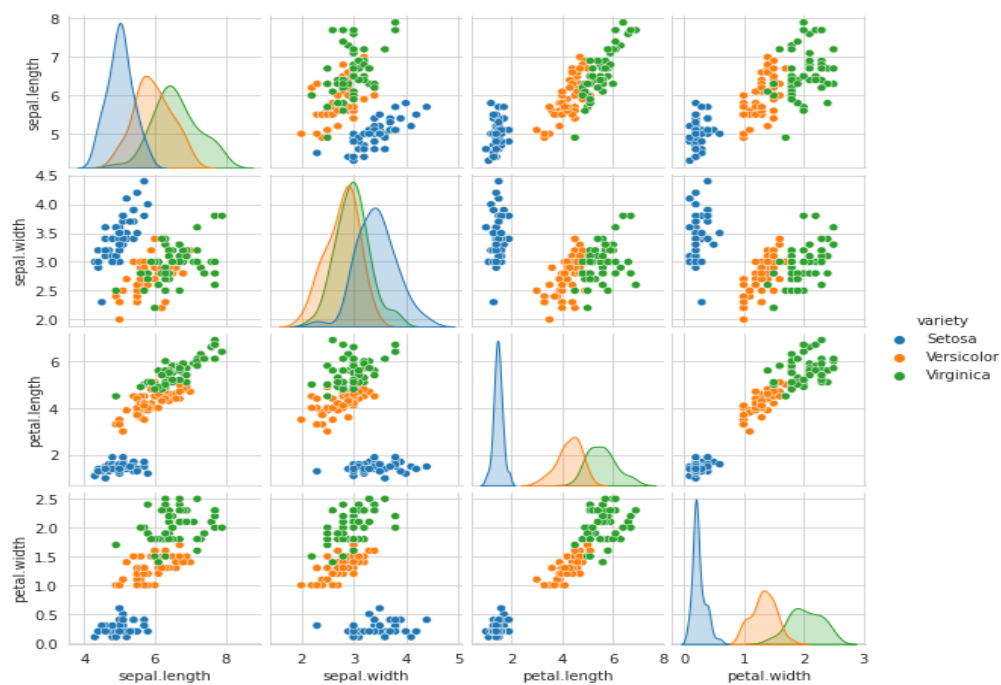 8
7
6
5
sepal.length
4.5
4.0
3.5
3.0
2.5
2.0
sepal.width
variety
Setosa
Versicolor
Virginica
6
4
2
petal.length
2.5
2.0
1.5
1.0
0.5
0.0
petal.width
4 6 8 2 3 4 5 2 4 6 8 0 1 2 3
sepal.length sepal.width petal.length petal.width